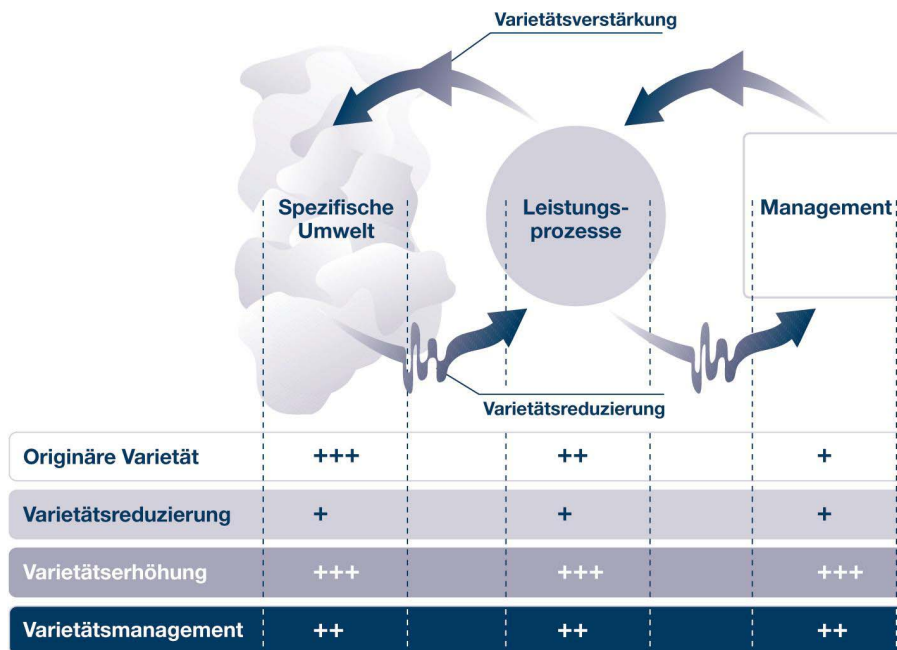 Varietätsverstärkung
Spezifische
Umwelt
Leistungs-
prozesse
Management
Varietätsreduzierung
Originäre Varietät +++ ++ +
Varietätsreduzierung + + +
Varietätserhöhung +++ +++ +++
Varietätsmanagement ++ ++ ++